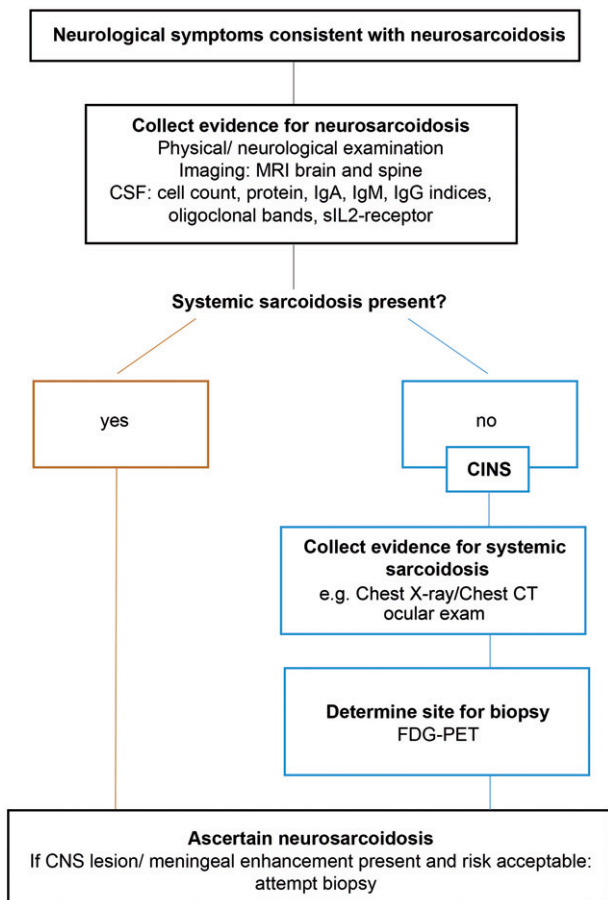 Neurological symptoms consistent with neurosarcoidosis
Collect evidence for neurosarcoidosis
Physical/ neurological examination
Imaging: MRI brain and spine
CSF: cell count, protein, IgA, IgM, IgG indices,
oligoclonal bands, sIL2-receptor
Systemic sarcoidosis present?
yes
no
CINS
Collect evidence for systemic
sarcoidosis
e.g. Chest X-ray/Chest CT
ocular exam
Determine site for biopsy
FDG-PET
Ascertain neurosarcoidosis
If CNS lesion/ meningeal enhancement present and risk acceptable:
attempt biopsy